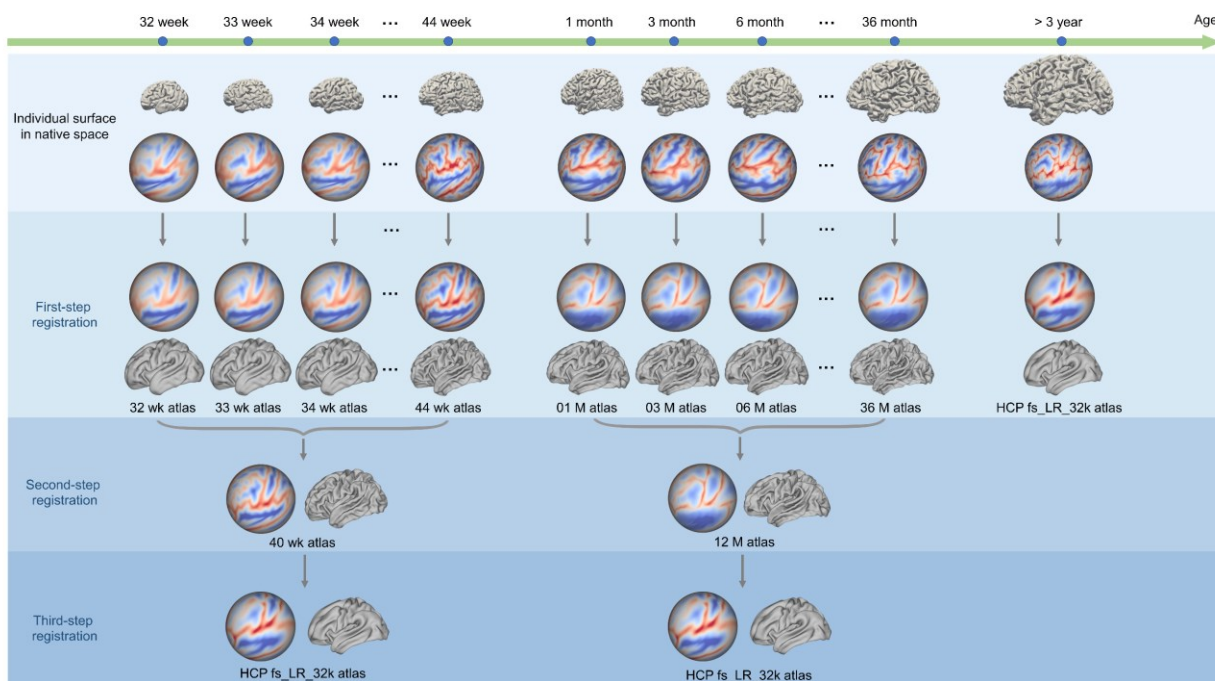 32 week 33 week 34 week ... 44 week 1 month 3 month 6 month ... 36 month > 3 year Age
Individual surface
in native space
... ...
... ...
... ...
First-step
registration
... ...
... ...
32 wk atlas 33 wk atlas 34 wk atlas 44 wk atlas 01 M atlas 03 M atlas 06 M atlas 36 M atlas HCP fs_LR_32k atlas
Second-step
registration
40 wk atlas 12 M atlas
Third-step
registration
HCP fs_LR_32k atlas HCP fs_LR_32k atlas